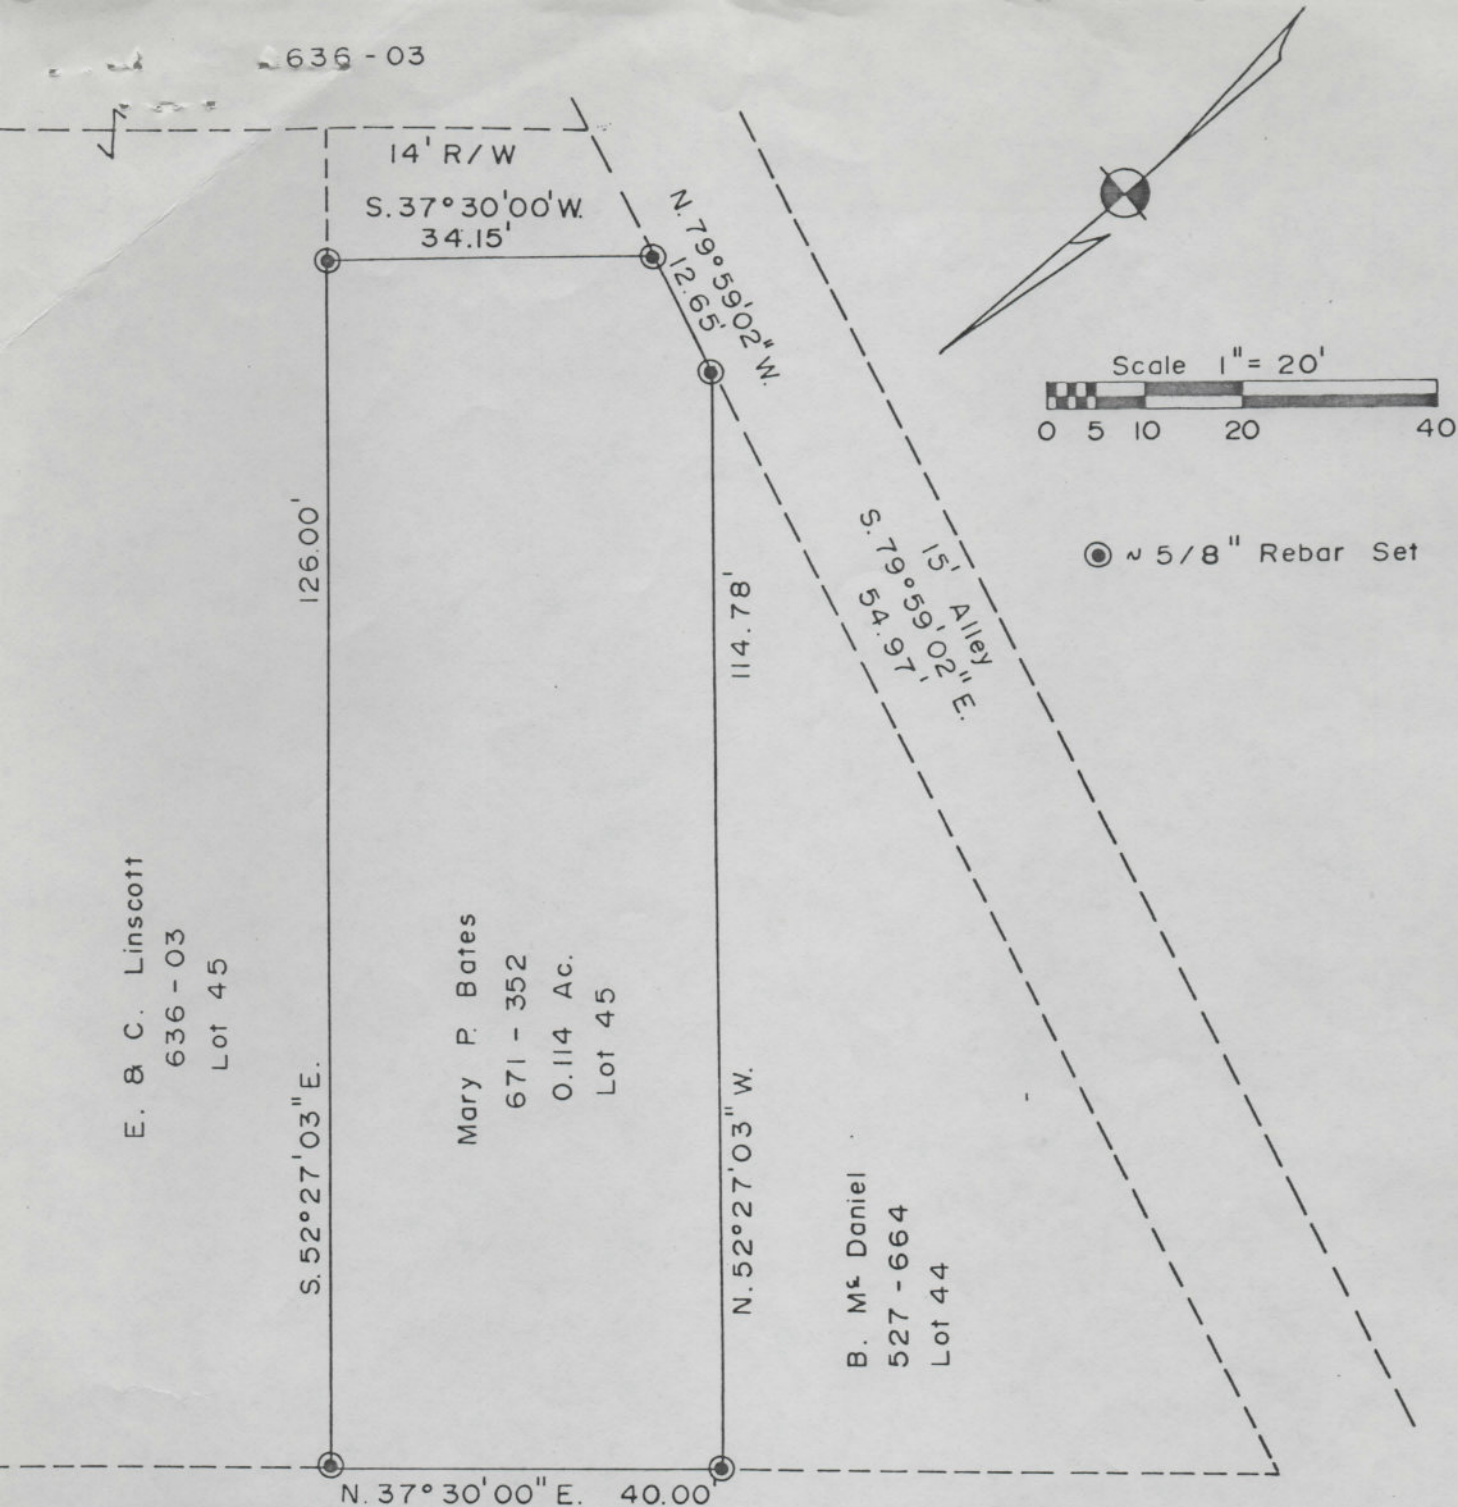 636 - 03
14' R/W
S. 37° 30' 00" W.
34.15'
N. 79° 59' 02" W.
12.65'
Scale 1" = 20'
0 5 10 20 40
~ 5/8" Rebar Set
126.00'
S. 52° 27' 03" E.
114.78'
N. 52° 27' 03" W.
15' Alley
S. 79° 59' 02" E.
54.97'
E. & C. Linscott
636 - 03
Lot 45
Mary P. Bates
671 - 352
0.114 Ac.
Lot 45
B. Mc Daniel
527 - 664
Lot 44
N. 37° 30' 00" E. 40.00'